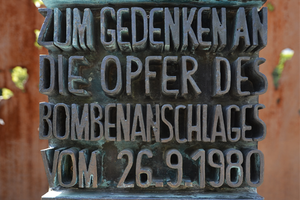 ZUM GEDENKEN AN
DIE OPFER DES
BOMBENANSCHLAGES
VOM 26.9.1980